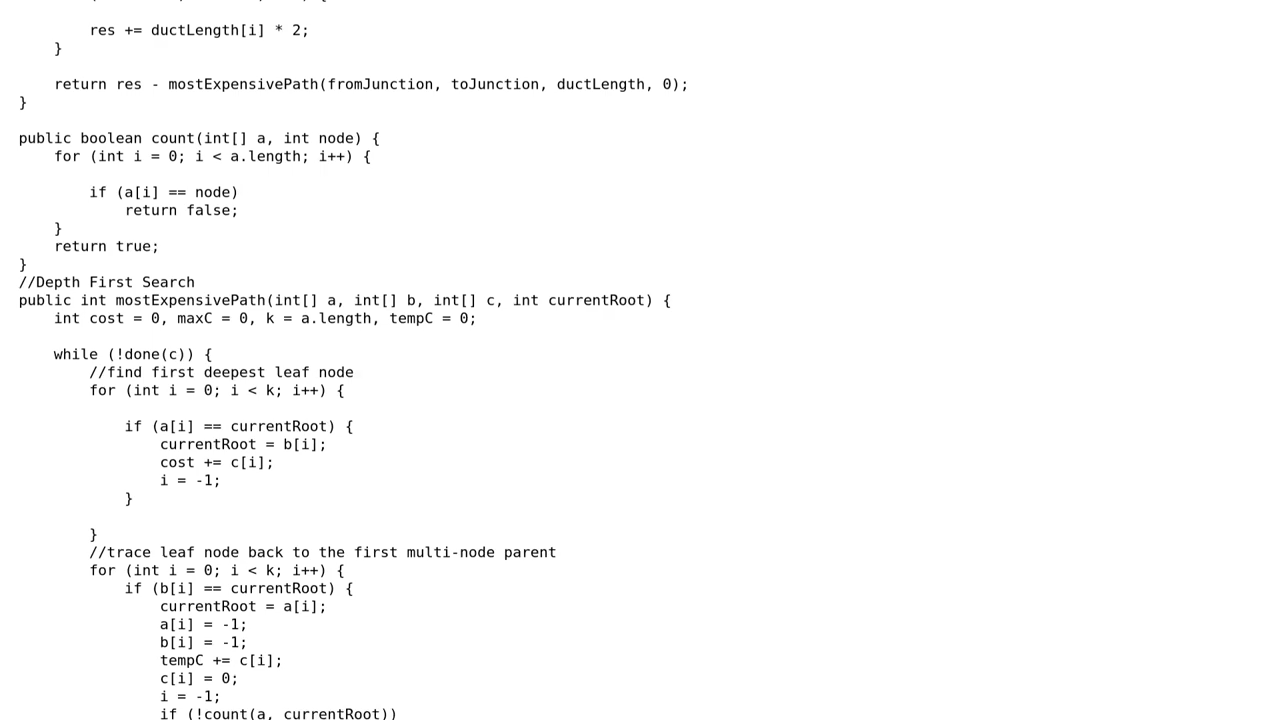 res += ductLength[i] * 2;
}
return res - mostExpensivePath(fromJunction, toJunction, ductLength, 0);
}
public boolean count(int[] a, int node) {
for (int i = 0; i < a.length; i++) {
if (a[i] == node)
return false;
}
return true;
}
//Depth First Search
public int mostExpensivePath(int[] a, int[] b, int[] c, int currentRoot) {
int cost = 0, maxC = 0, k = a.length, tempC = 0;
while (!done(c)) {
//find first deepest leaf node
for (int i = 0; i < k; i++) {
if (a[i] == currentRoot) {
currentRoot = b[i];
cost += c[i];
i = -1;
}
}
//trace leaf node back to the first multi-node parent
for (int i = 0; i < k; i++) {
if (b[i] == currentRoot) {
currentRoot = a[i];
a[i] = -1;
b[i] = -1;
tempC += c[i];
c[i] = 0;
i = -1;
if (!count(a, currentRoot))